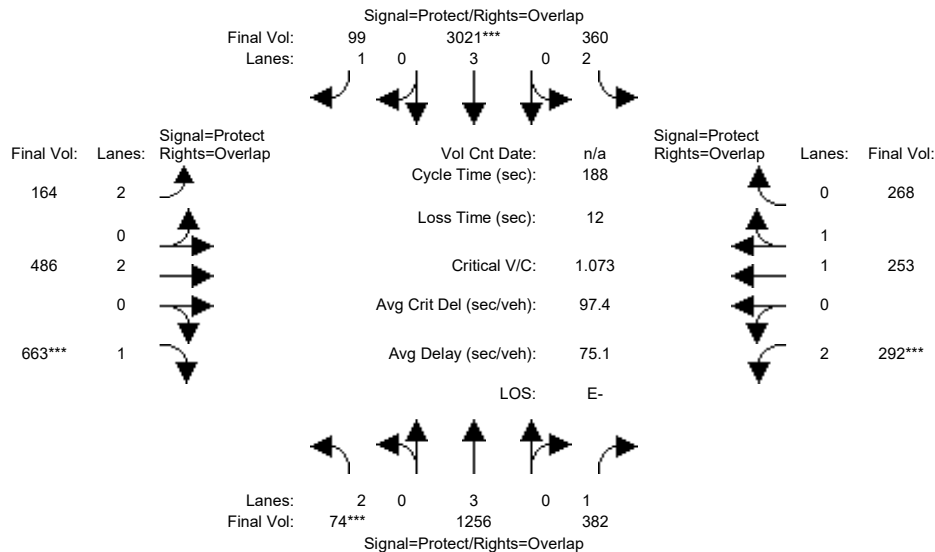 Signal=Protect/Rights=Overlap
Final Vol: 99 3021*** 360
Lanes: 1 0 3 0 2
Signal=Protect Signal=Protect
Final Vol: Lanes: Rights=Overlap Vol Cnt Date: n/a Rights=Overlap Lanes: Final Vol:
Cycle Time (sec): 188
164 2 0 268
Loss Time (sec): 12
0 1
486 2 Critical V/C: 1.073 1 253
0 Avg Crit Del (sec/veh): 97.4 0
663*** 1 Avg Delay (sec/veh): 75.1 2 292***
LOS: E-
Lanes: 2 0 3 0 1
Final Vol: 74*** 1256 382
Signal=Protect/Rights=Overlap